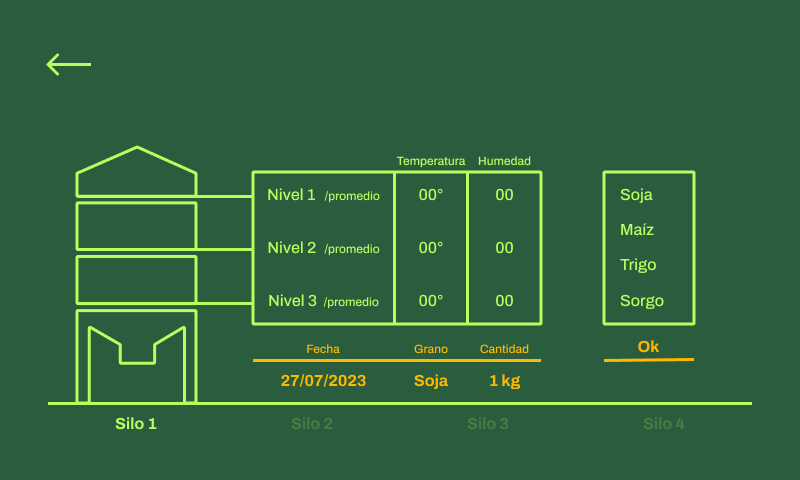 Temperatura Humedad
Nivel 1 /promedio 00° 00 Soja
Maíz
Nivel 2 /promedio 00° 00
Trigo
Nivel 3 /promedio 00° 00 Sorgo
Fecha Grano Cantidad Ok
27/07/2023 Soja 1 kg
Silo 1 Silo 2 Silo 3 Silo 4